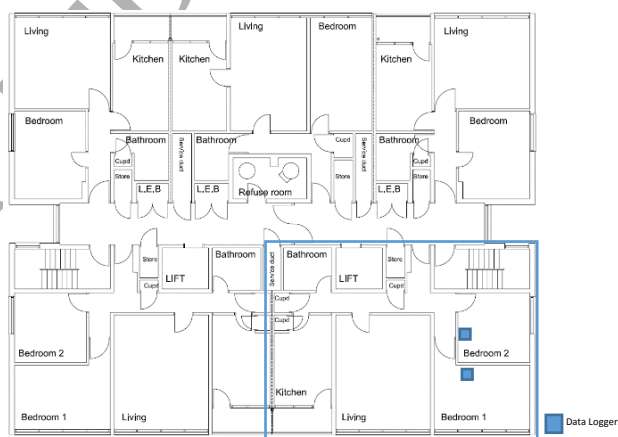 Living
Kitchen
Kitchen
Living
Bedroom
Kitchen
Living
Bedroom
Bedroom
Bathroom
Service duct
Bathroom
Cupd
Service duct
Bathroom
Cupd
Store
L,E,B
L,E,B
Refuse room
Store
L,E,B
Cupd
Store
Store
Cupd
LIFT
Bathroom
Service duct
Bathroom
LIFT
Store
Cupd
Cupd
Cupd
Bedroom 2
Bedroom 2
Bedroom 1
Living
Kitchen
Living
Bedroom 1
Data Logger